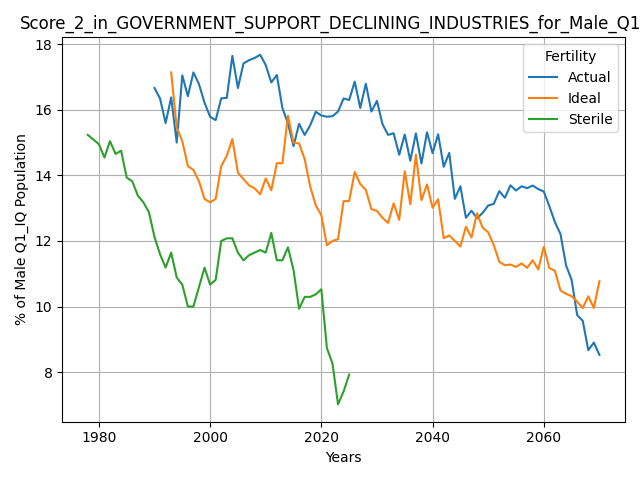 Score_2_in_GOVERNMENT_SUPPORT_DECLINING_INDUSTRIES_for_Male_Q1
Fertility
Actual
Ideal
Sterile
% of Male Q1_IQ Population
18
16
14
12
10
8
1980 2000 2020 2040 2060
Years